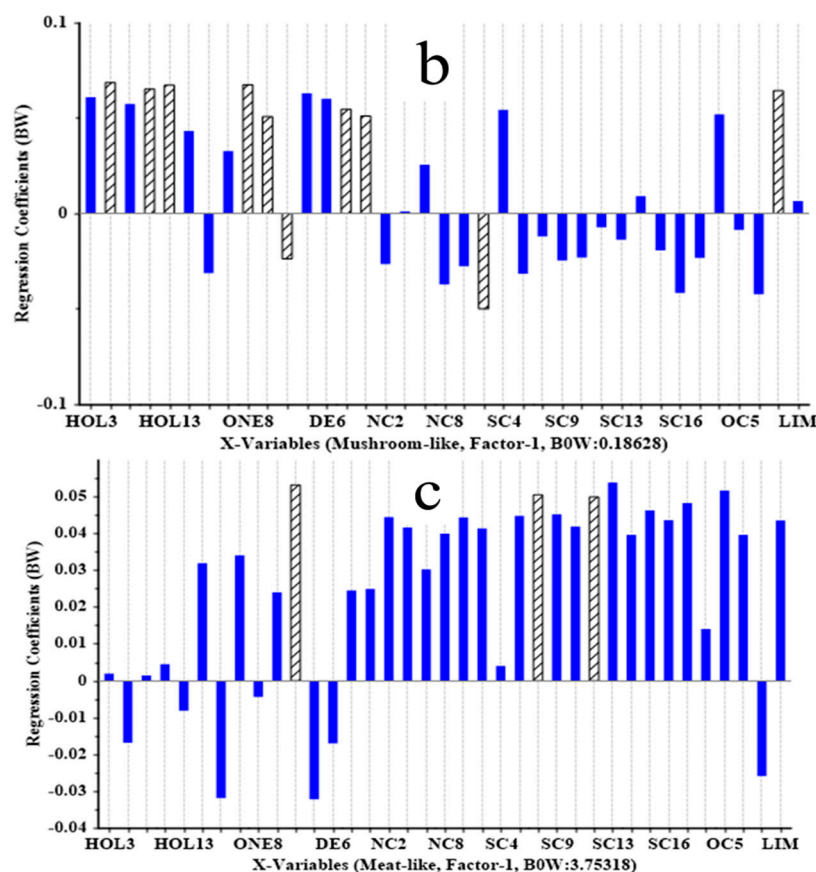 b
0.1
0
-0.1
Regression Coefficients (BW)
HOL3 HOL13 ONE8 DE6 NC2 NC8 SC4 SC9 SC13 SC16 OC5 LIM
X-Variables (Mushroom-like, Factor-1, B0W:0.18628)
c
0.05
0.04
0.03
0.02
0.01
0
-0.01
-0.02
-0.03
-0.04
Regression Coefficients (BW)
HOL3 HOL13 ONE8 DE6 NC2 NC8 SC4 SC9 SC13 SC16 OC5 LIM
X-Variables (Meat-like, Factor-1, B0W:3.75318)